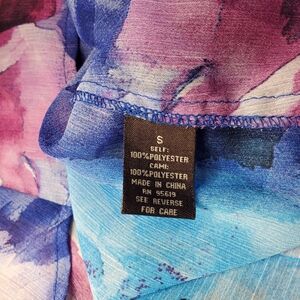 S
SELF:
100%POLYESTER
CAMI:
100%POLYESTER
MADE IN CHINA
RN 95619
SEE REVERSE
FOR CARE